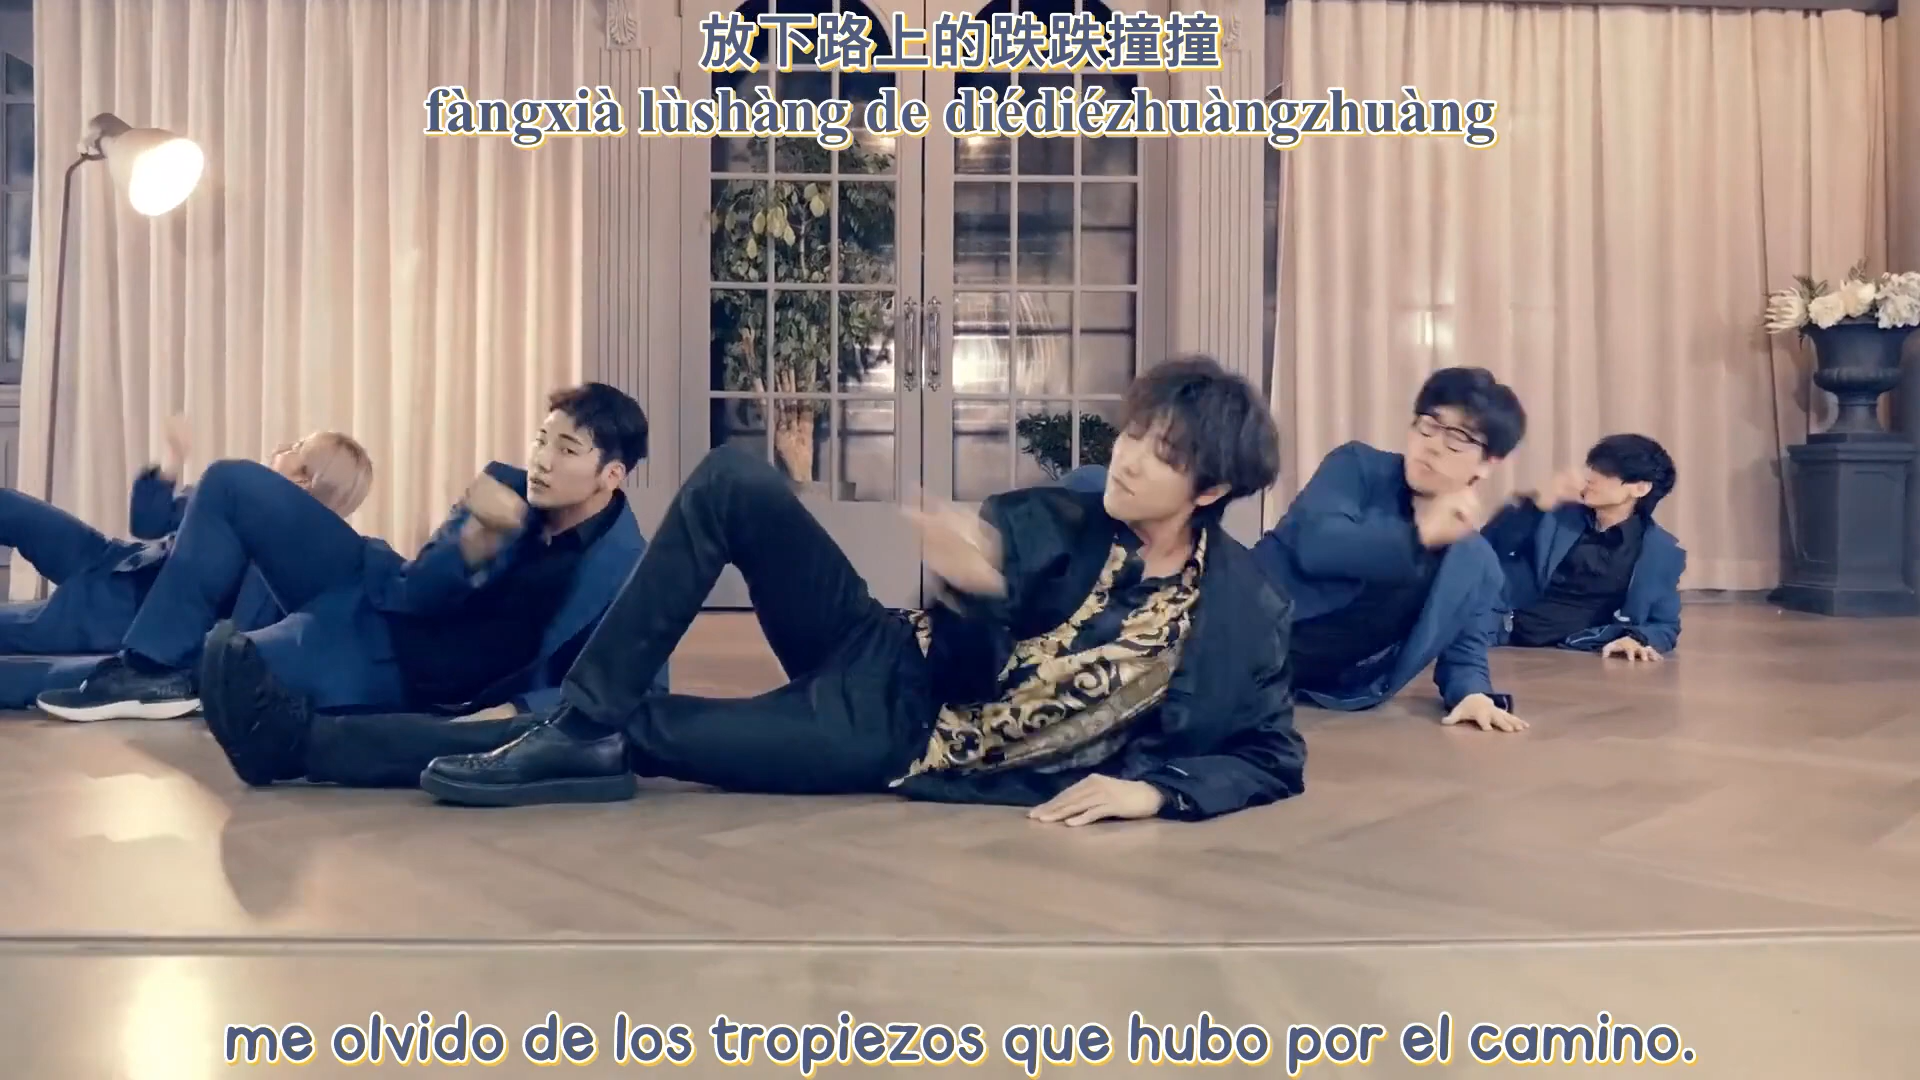 放下路上的跌跌撞撞
fàngxià lùshàng de diédiézhuàngzhuàng
me olvido de los tropiezos que hubo por el camino.